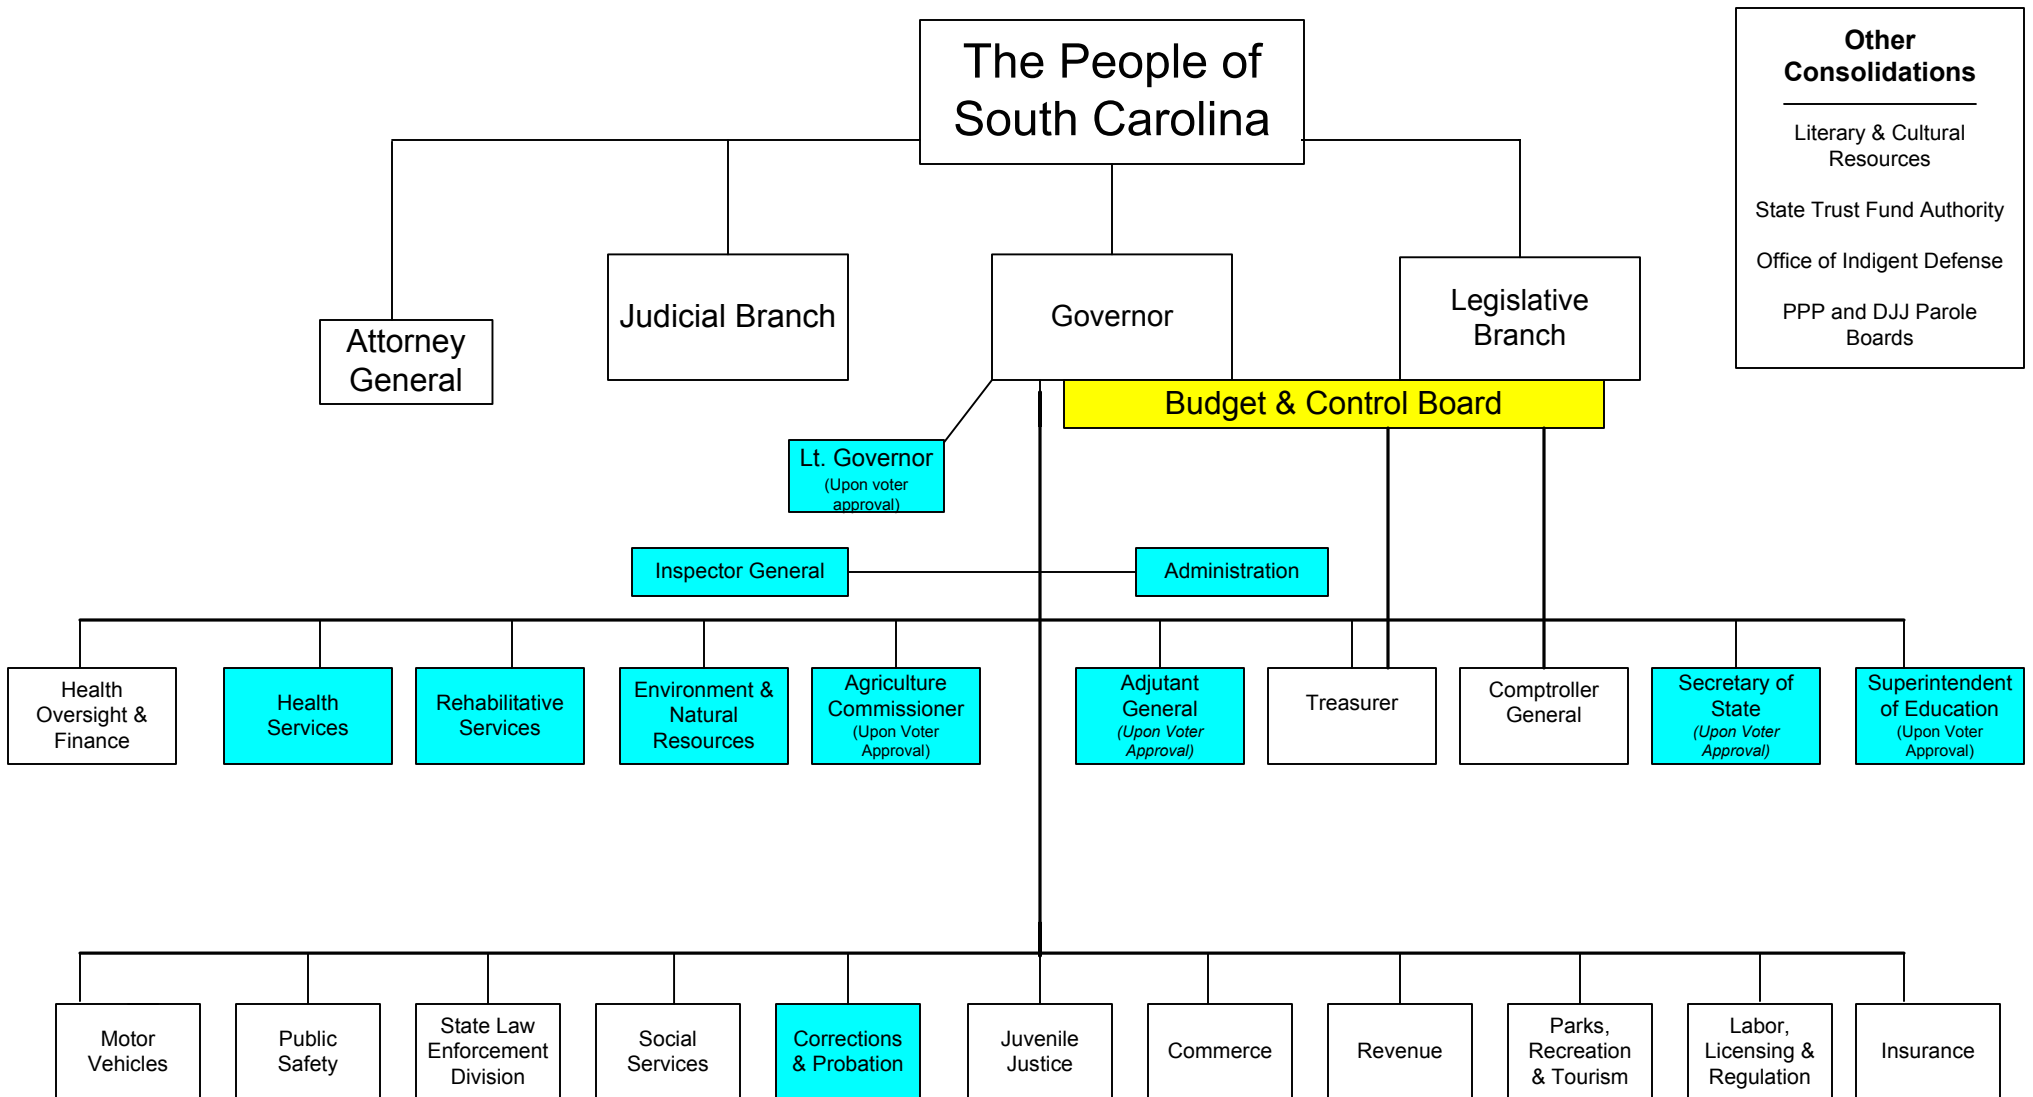 The People of
South Carolina
Other
Consolidations
Literary & Cultural
Resources
State Trust Fund Authority
Office of Indigent Defense
PPP and DJJ Parole
Boards
Attorney
General
Judicial Branch
Governor
Legislative
Branch
Budget & Control Board
Lt. Governor
(Upon voter
approval)
Inspector General
Administration
Health
Oversight &
Finance
Health
Services
Rehabilitative
Services
Environment &
Natural
Resources
Agriculture
Commissioner
(Upon Voter
Approval)
Adjutant
General
(Upon Voter
Approval)
Treasurer
Comptroller
General
Secretary of
State
(Upon Voter
Approval)
Superintendent
of Education
(Upon Voter
Approval)
Motor
Vehicles
Public
Safety
State Law
Enforcement
Division
Social
Services
Corrections
& Probation
Juvenile
Justice
Commerce
Revenue
Parks,
Recreation
& Tourism
Labor,
Licensing &
Regulation
Insurance